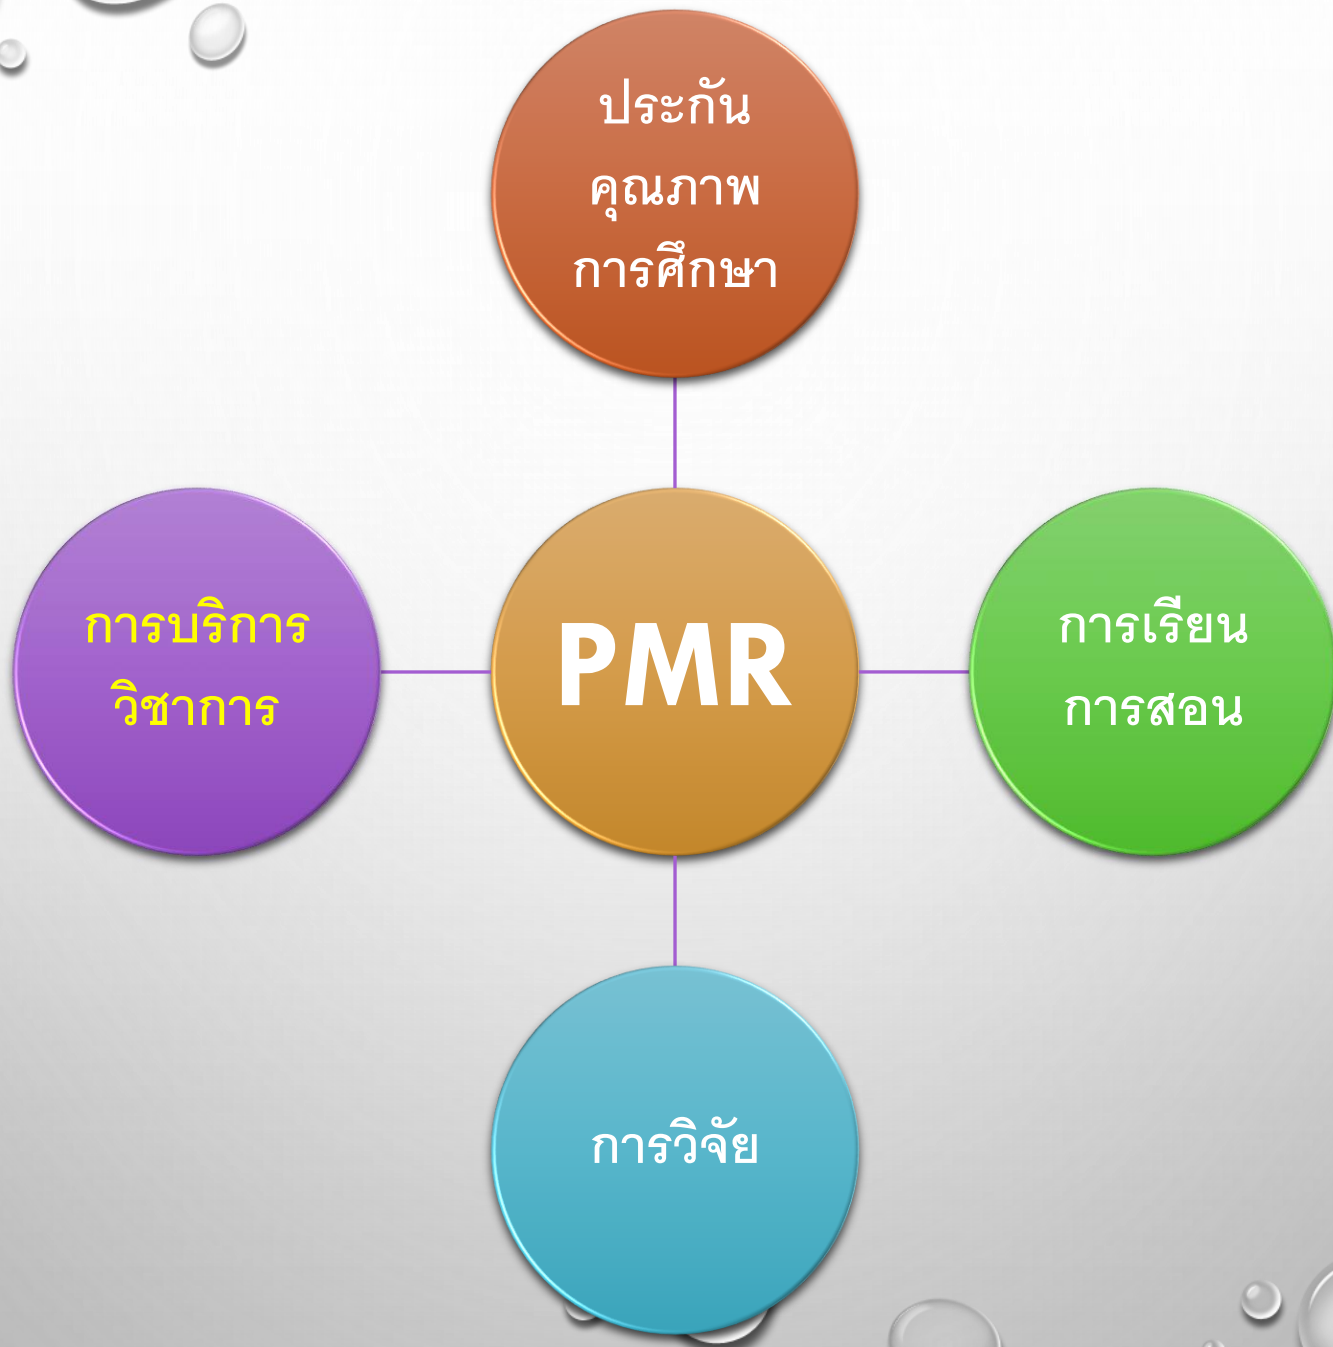 ประกัน
คุณภาพ
การศึกษา
การบริการ
วิชาการ
PMR
การเรียน
การสอน
การวิจัย